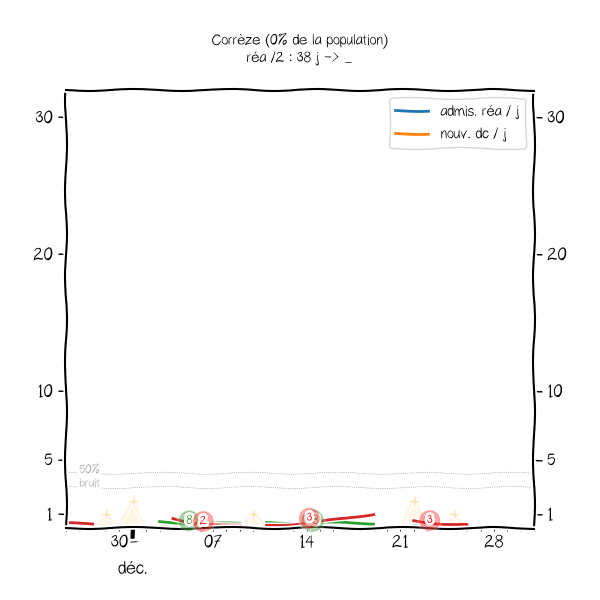 Corrèze (0% de la population)
réa /2 : 38 j -> _
admis. réa / j
nouv. dc / j
30 30
20 20
10 10
5 5
50%
bruit
1 1
8 2 3 3
30 07 14 21 28
déc.